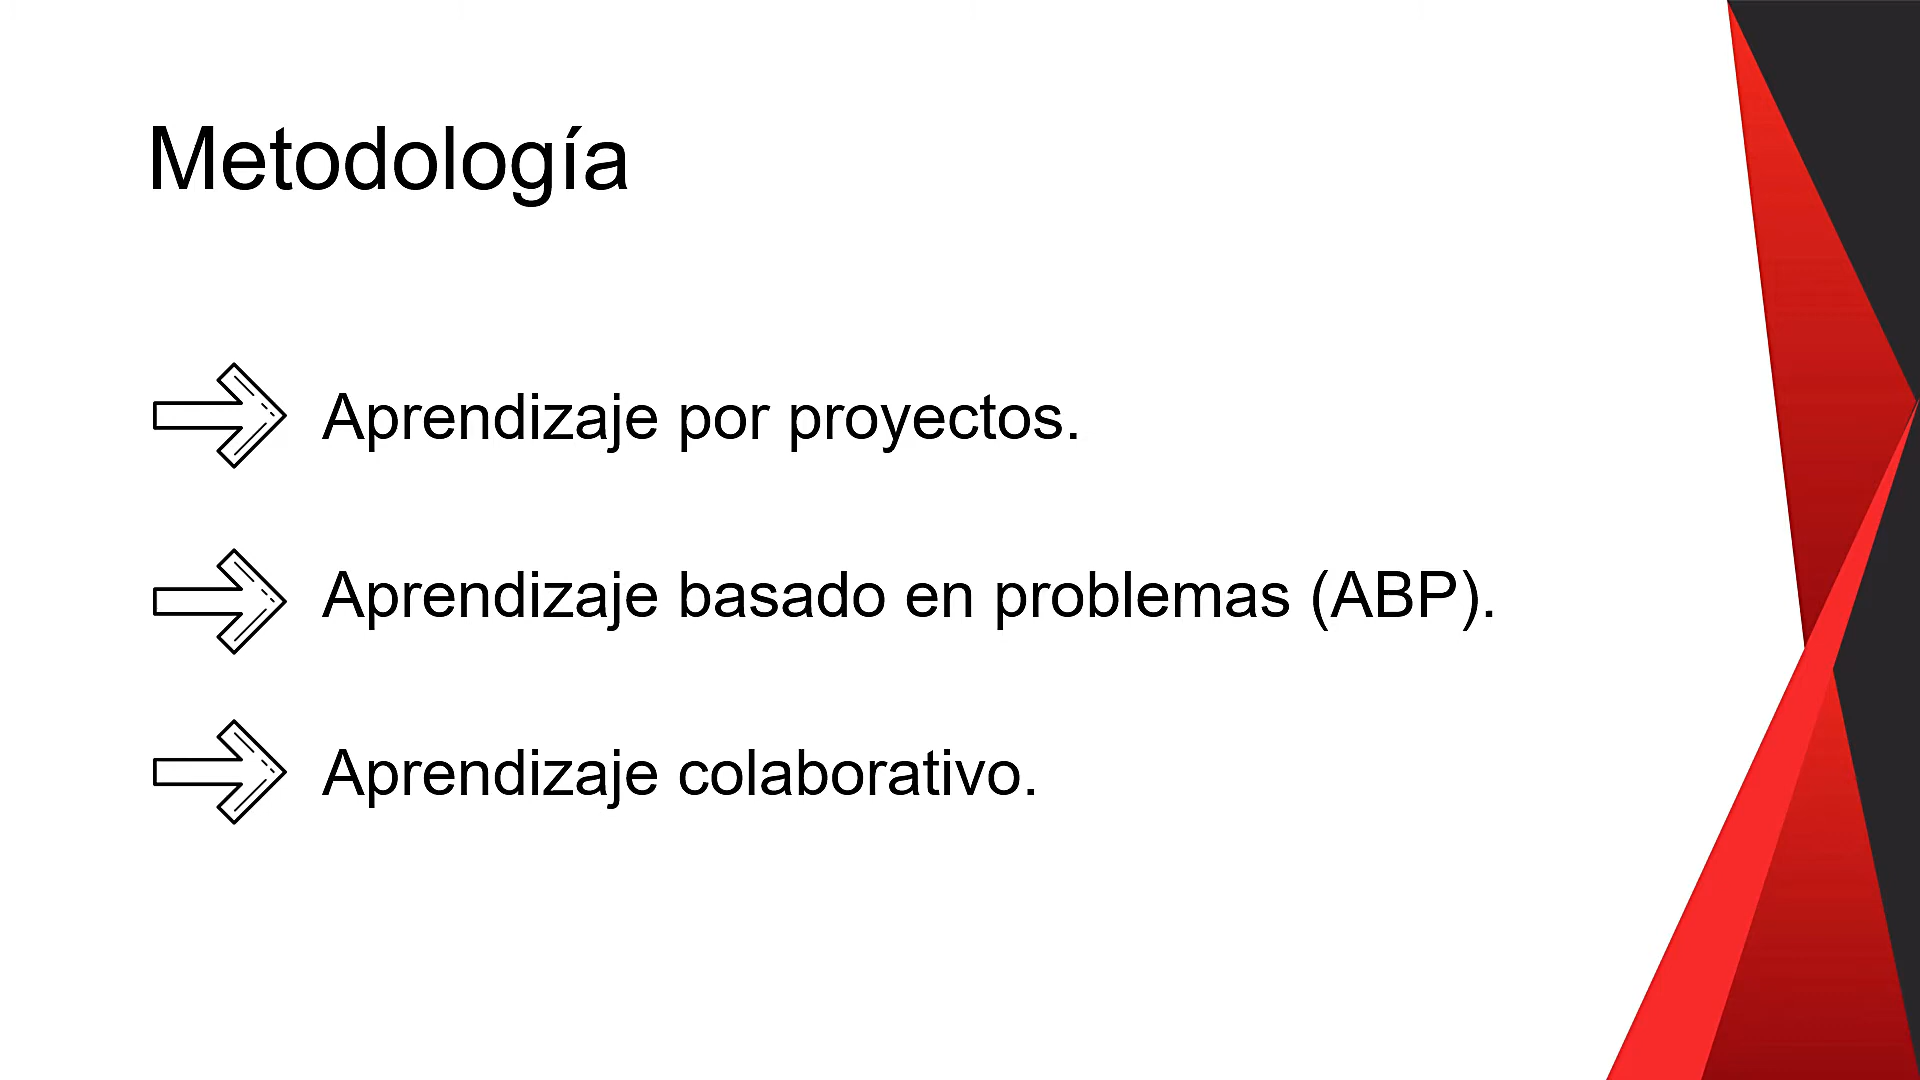 Metodología
Aprendizaje por proyectos.
Aprendizaje basado en problemas (ABP).
Aprendizaje colaborativo.